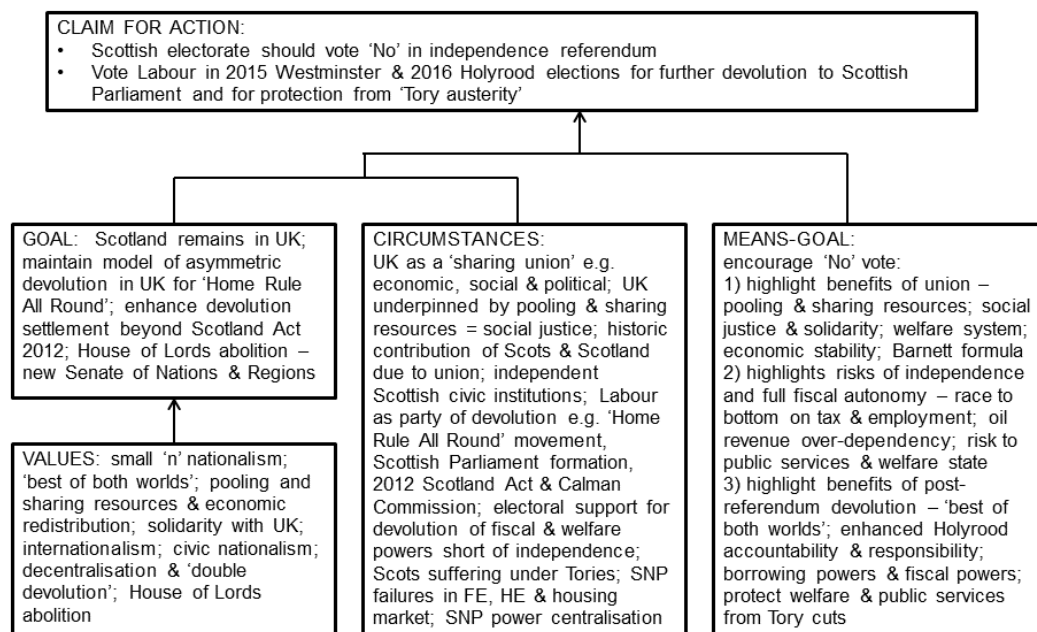 CLAIM FOR ACTION:
• Scottish electorate should vote ‘No’ in independence referendum
• Vote Labour in 2015 Westminster & 2016 Holyrood elections for further devolution to Scottish
Parliament and for protection from ‘Tory austerity’
GOAL: Scotland remains in UK;
maintain model of asymmetric
devolution in UK for ‘Home Rule
All Round’; enhance devolution
settlement beyond Scotland Act
2012; House of Lords abolition –
new Senate of Nations & Regions
VALUES: small ‘n’ nationalism;
‘best of both worlds’; pooling and
sharing resources & economic
redistribution; solidarity with UK;
internationalism; civic nationalism;
decentralisation & ‘double
devolution’; House of Lords
abolition
CIRCUMSTANCES:
UK as a ‘sharing union’ e.g.
economic, social & political; UK
underpinned by pooling & sharing
resources = social justice; historic
contribution of Scots & Scotland
due to union; independent
Scottish civic institutions; Labour
as party of devolution e.g. ‘Home
Rule All Round’ movement,
Scottish Parliament formation,
2012 Scotland Act & Calman
Commission; electoral support for
devolution of fiscal & welfare
powers short of independence;
Scots suffering under Tories; SNP
failures in FE, HE & housing
market; SNP power centralisation
MEANS-GOAL:
encourage ‘No’ vote:
1) highlight benefits of union –
pooling & sharing resources; social
justice & solidarity; welfare system;
economic stability; Barnett formula
2) highlights risks of independence
and full fiscal autonomy – race to
bottom on tax & employment; oil
revenue over-dependency; risk to
public services & welfare state
3) highlight benefits of post-
referendum devolution – ‘best of
both worlds’; enhanced Holyrood
accountability & responsibility;
borrowing powers & fiscal powers;
protect welfare & public services
from Tory cuts